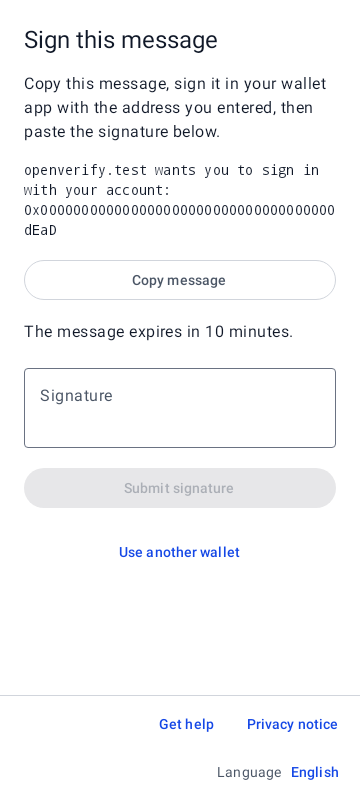 Sign this message
Copy this message, sign it in your wallet
app with the address you entered, then
paste the signature below.
openverify.test wants you to sign in
with your account:
0x000000000000000000000000000000000000
dEaD
Copy message
The message expires in 10 minutes.
Signature
Submit signature
Use another wallet
Get help
Privacy notice
Language English